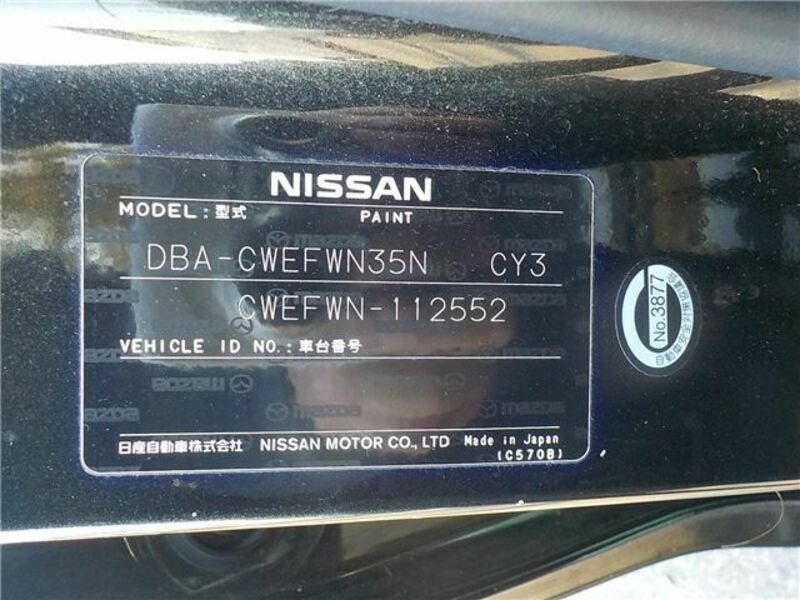 NISSAN
MODEL: 型式 PAINT
DBA-CWEFWN35N CY3
CWEFWN-112552
VEHICLE ID NO.: 車台番号
mazda
日産自動車株式会社 NISSAN MOTOR CO., LTD Made in Japan
(C570B)
No.3877